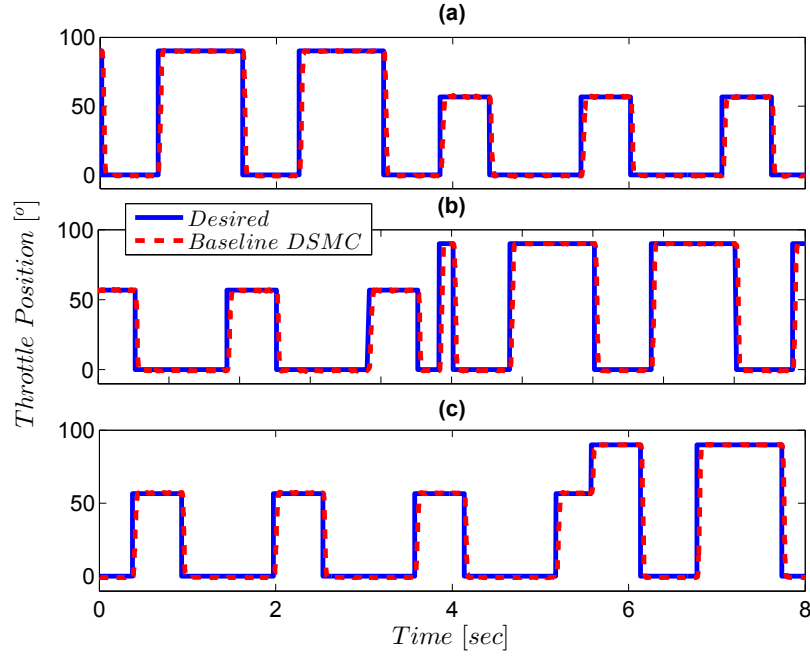 (a)
100
50
0
Desired
Baseline DSMC
(b)
100
50
0
Throttle Position [°]
(c)
100
50
0
0 2 4 6 8
Time [sec]